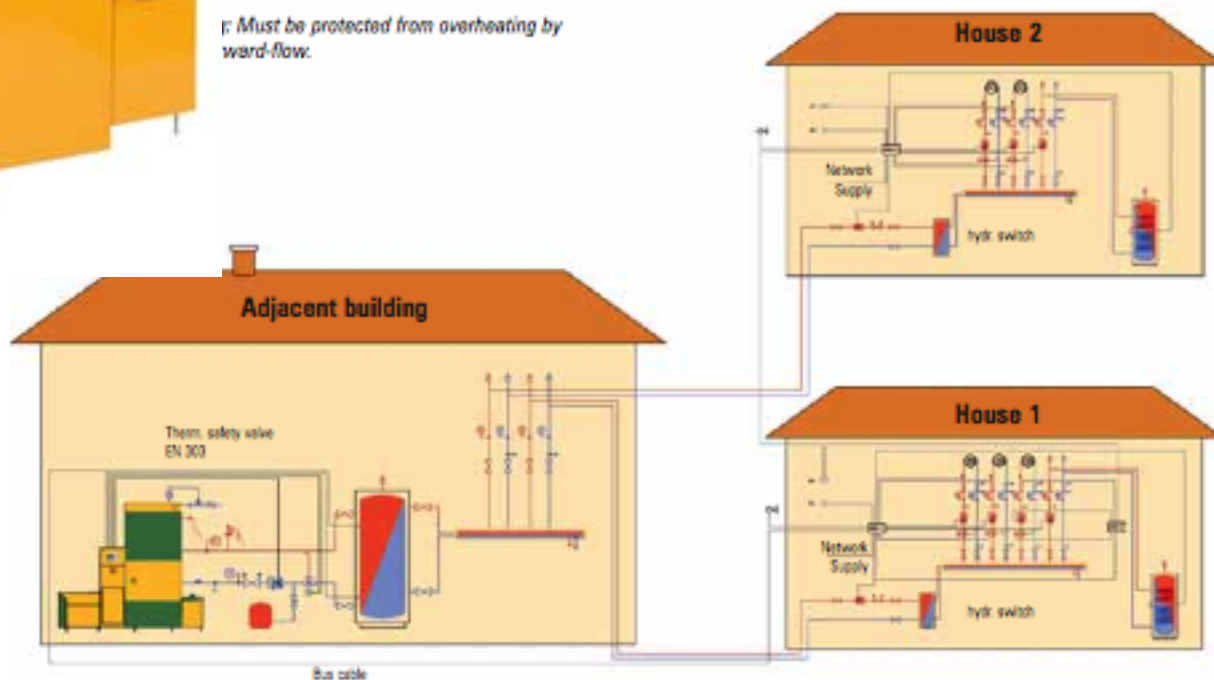 : Must be protected from overheating by
ward-flow.
House 2
Network
Supply
hydr. switch
Adjacent building
Therm. safety valve
EN 303
House 1
Network
Supply
hydr. switch
Bus cable